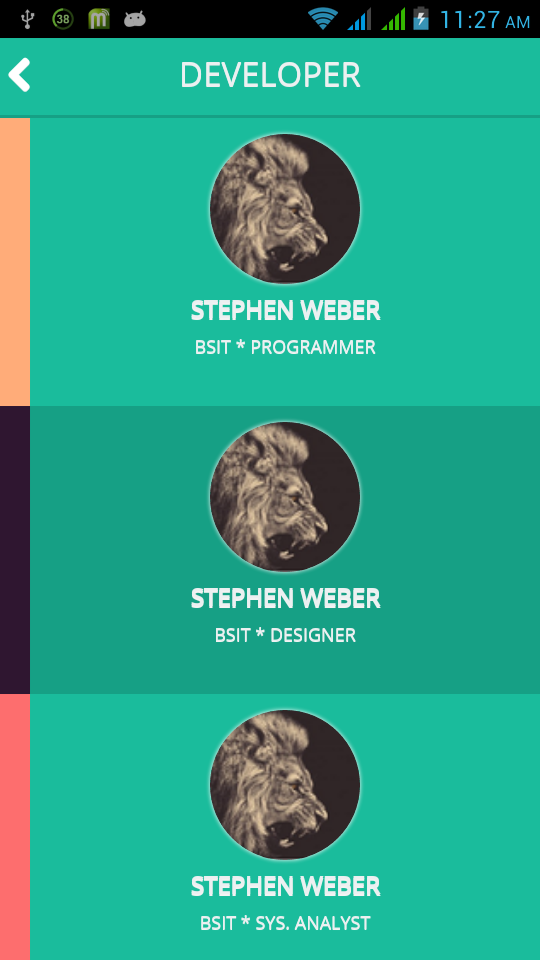 38
11:27 AM
DEVELOPER
STEPHEN WEBER
BSIT * PROGRAMMER
STEPHEN WEBER
BSIT * DESIGNER
STEPHEN WEBER
BSIT * SYS. ANALYST